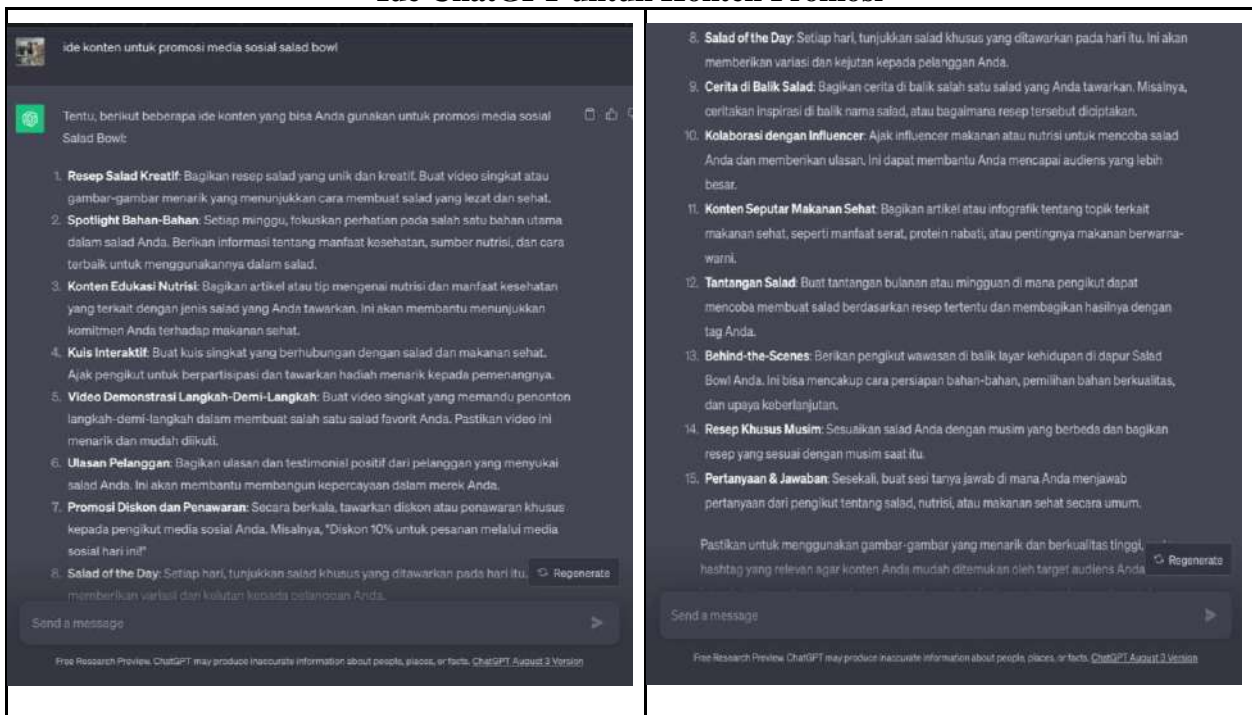 Ide ChatGPT untuk Konten Promosi
ide konten untuk promosi media sosial salad bowl
Tentu, berikut beberapa ide konten yang bisa Anda gunakan untuk promosi media sosial
Salad Bowl:
1. Resep Salad Kreatif: Bagikan resep salad yang unik dan kreatif. Buat video singkat atau
gambar-gambar menarik yang menunjukkan cara membuat salad yang lezat dan sehat.
2. Spotlight Bahan-Bahan: Setiap minggu, fokuskan perhatian pada salah satu bahan utama
dalam salad Anda. Berikan informasi tentang manfaat kesehatan, sumber nutrisi, dan cara
terbaik untuk menggunakannya dalam salad.
3. Konten Edukasi Nutrisi: Bagikan artikel atau tip mengenai nutrisi dan manfaat kesehatan
yang terkait dengan jenis salad yang Anda tawarkan. Ini akan membantu menunjukkan
komitmen Anda terhadap makanan sehat.
4. Kuis Interaktif: Buat kuis singkat yang berhubungan dengan salad dan makanan sehat.
Ajak pengikut untuk berpartisipasi dan tawarkan hadiah menarik kepada pemenangnya.
5. Video Demonstrasi Langkah-Demi-Langkah: Buat video singkat yang memandu penonton
langkah-demi-langkah dalam membuat salah satu salad favorit Anda. Pastikan video ini
menarik dan mudah diikuti.
6. Ulasan Pelanggan: Bagikan ulasan dan testimonial positif dari pelanggan yang menyukai
salad Anda. Ini akan membantu membangun kepercayaan dalam merek Anda.
7. Promosi Diskon dan Penawaran: Secara berkala, tawarkan diskon atau penawaran khusus
kepada pengikut media sosial Anda. Misalnya, "Diskon 10% untuk pesanan melalui media
sosial hari ini!"
8. Salad of the Day: Setiap hari, tunjukkan salad khusus yang ditawarkan pada hari itu.
Regenerate
memberikan variasi dan kejutan kepada pelanggan Anda.
Send a message
Free Research Preview. ChatGPT may produce inaccurate information about people, places, or facts. ChatGPT August 3 Version
8. Salad of the Day: Setiap hari, tunjukkan salad khusus yang ditawarkan pada hari itu. Ini akan
memberikan variasi dan kejutan kepada pelanggan Anda.
9. Cerita di Balik Salad: Bagikan cerita di balik salah satu salad yang Anda tawarkan. Misalnya,
ceritakan inspirasi di balik nama salad, atau bagaimana resep tersebut diciptakan.
10. Kolaborasi dengan Influencer: Ajak influencer makanan atau nutrisi untuk mencoba salad
Anda dan memberikan ulasan. Ini dapat membantu Anda mencapai audiens yang lebih
besar.
11. Konten Seputar Makanan Sehat: Bagikan artikel atau infografik tentang topik terkait
makanan sehat, seperti manfaat serat, protein nabati, atau pentingnya makanan berwarna-
warni.
12. Tantangan Salad: Buat tantangan bulanan atau mingguan di mana pengikut dapat
mencoba membuat salad berdasarkan resep tertentu dan membagikan hasilnya dengan
tag Anda.
13. Behind-the-Scenes: Berikan pengikut wawasan di balik layar kehidupan di dapur Salad
Bowl Anda. Ini bisa mencakup cara persiapan bahan-bahan, pemilihan bahan berkualitas,
dan upaya keberlanjutan.
14. Resep Khusus Musim: Sesuaikan salad Anda dengan musim yang berbeda dan bagikan
resep yang sesuai dengan musim saat itu.
15. Pertanyaan & Jawaban: Sesekali, buat sesi tanya jawab di mana Anda menjawab
pertanyaan dari pengikut tentang salad, nutrisi, atau makanan sehat secara umum.
Pastikan untuk menggunakan gambar-gambar yang menarik dan berkualitas tinggi,
hashtag yang relevan agar konten Anda mudah ditemukan oleh target audiens Anda
Regenerate
Send a message
Free Research Preview. ChatGPT may produce inaccurate information about people, places, or facts. ChatGPT August 3 Version